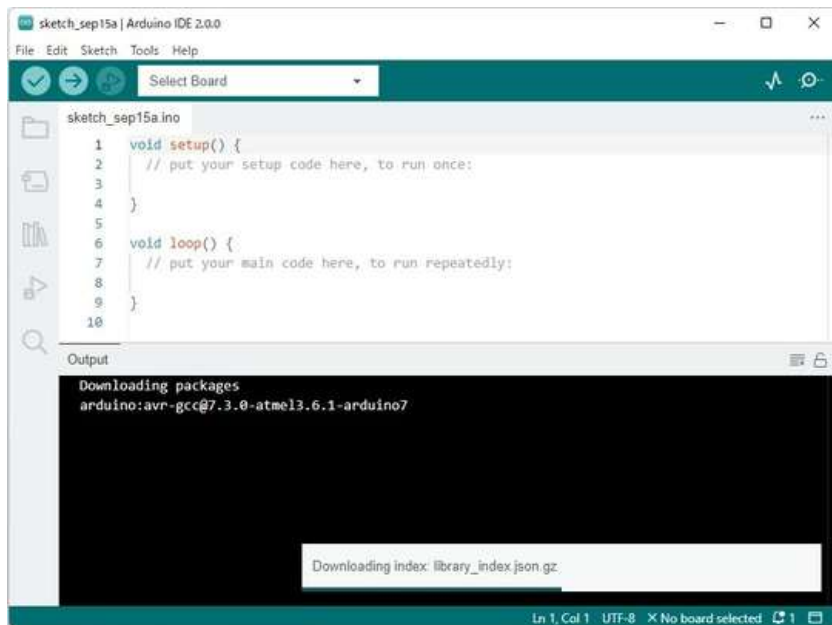 sketch_sep15a | Arduino IDE 2.0.0
File Edit Sketch Tools Help
Select Board
sketch_sep15a.ino
1 void setup() {
2 // put your setup code here, to run once:
3
4 }
5
6 void loop() {
7 // put your main code here, to run repeatedly:
8
9 }
10
Output
Downloading packages
arduino:avr-gcc@7.3.0-atmel3.6.1-arduino7
Downloading index: library_index.json.gz
Ln 1, Col 1 UTF-8 No board selected 1